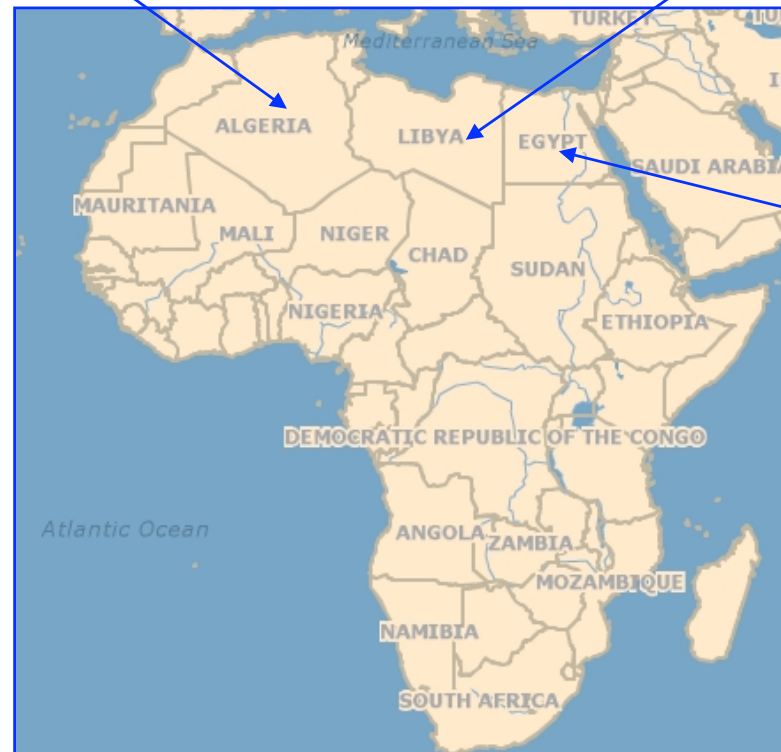 TURKEY
Mediterranean Sea
ALGERIA
LIBYA
EGYPT
SAUDI ARABIA
MAURITANIA
MALI
NIGER
CHAD
SUDAN
NIGERIA
ETHIOPIA
DEMOCRATIC REPUBLIC OF THE CONGO
Atlantic Ocean
ANGOLA
ZAMBIA
MOZAMBIQUE
NAMIBIA
SOUTH AFRICA